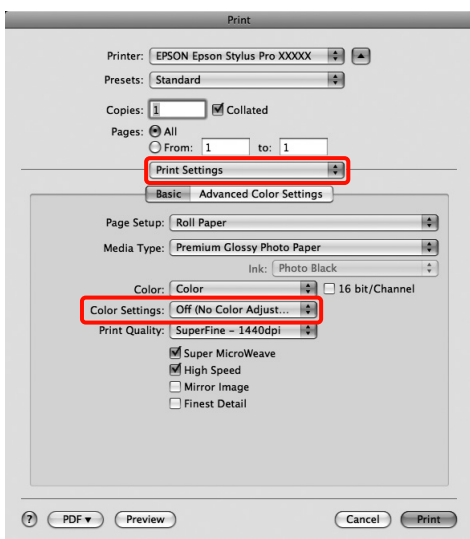 Print
Printer: EPSON Epson Stylus Pro XXXXX
Presets: Standard
Copies: 1 Collated
Pages: All
From: 1 to: 1
Print Settings
Basic Advanced Color Settings
Page Setup: Roll Paper
Media Type: Premium Glossy Photo Paper
Ink: Photo Black
Color: Color 16 bit/Channel
Color Settings: Off (No Color Adjust...
Print Quality: SuperFine – 1440dpi
Super MicroWeave
High Speed
Mirror Image
Finest Detail
? PDF Preview Cancel Print